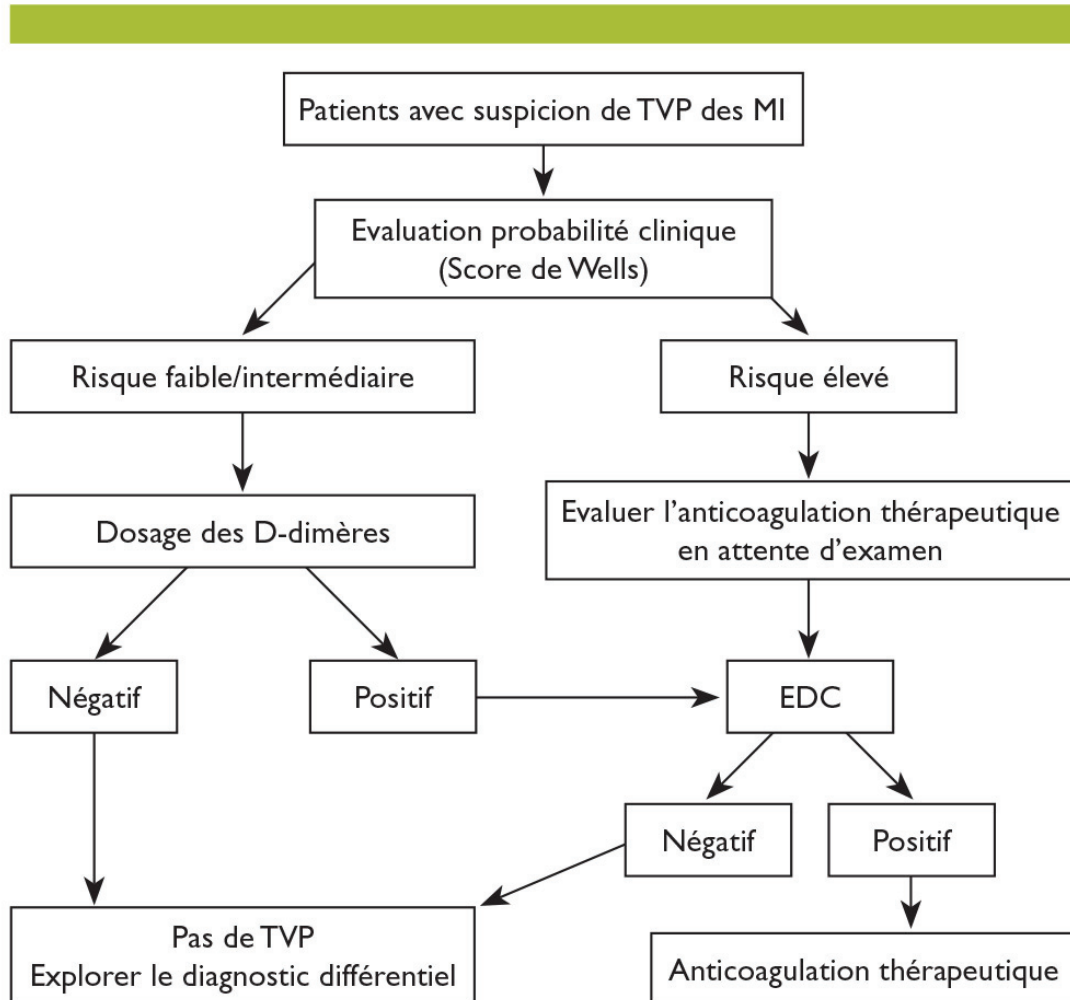 Patients avec suspicion de TVP des MI
Evaluation probabilité clinique
(Score de Wells)
Risque faible/intermédiaire
Risque élevé
Dosage des D-dimères
Evaluer l’anticoagulation thérapeutique
en attente d’examen
Négatif
Positif
EDC
Négatif
Positif
Pas de TVP
Explorer le diagnostic différentiel
Anticoagulation thérapeutique